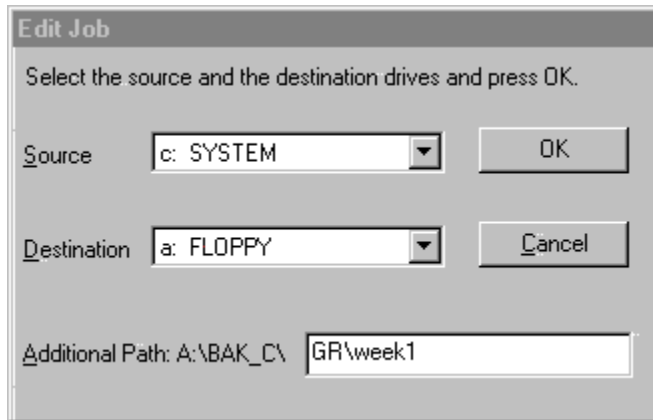 Edit Job
Select the source and the destination drives and press OK.
Source c: SYSTEM OK
Destination a: FLOPPY Cancel
Additional Path: A:\BAK_C\ GR\week1